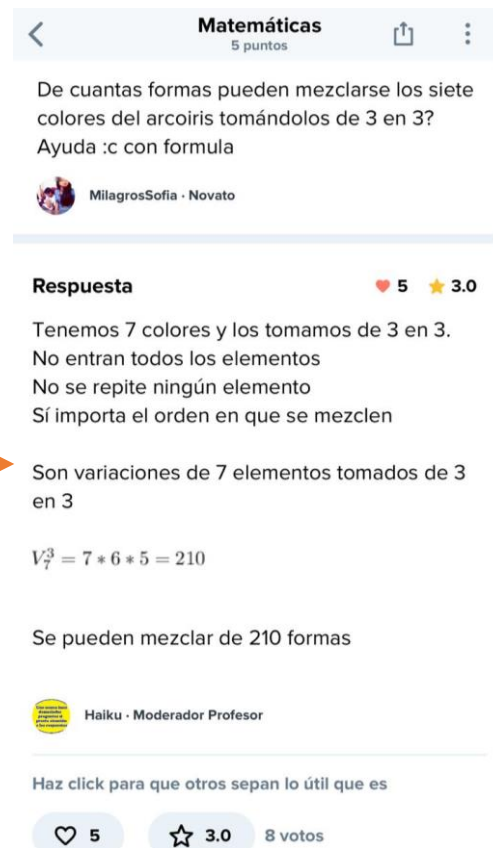 Matemáticas
5 puntos
De cuantas formas pueden mezclarse los siete
colores del arcoiris tomándolos de 3 en 3?
Ayuda :c con formula
MilagrosSofia · Novato
Respuesta
5 3.0
Tenemos 7 colores y los tomamos de 3 en 3.
No entran todos los elementos
No se repite ningún elemento
Sí importa el orden en que se mezclen
Son variaciones de 7 elementos tomados de 3
en 3
V₇³ = 7 * 6 * 5 = 210
Se pueden mezclar de 210 formas
Haiku · Moderador Profesor
Haz click para que otros sepan lo útil que es
5 3.0 8 votos